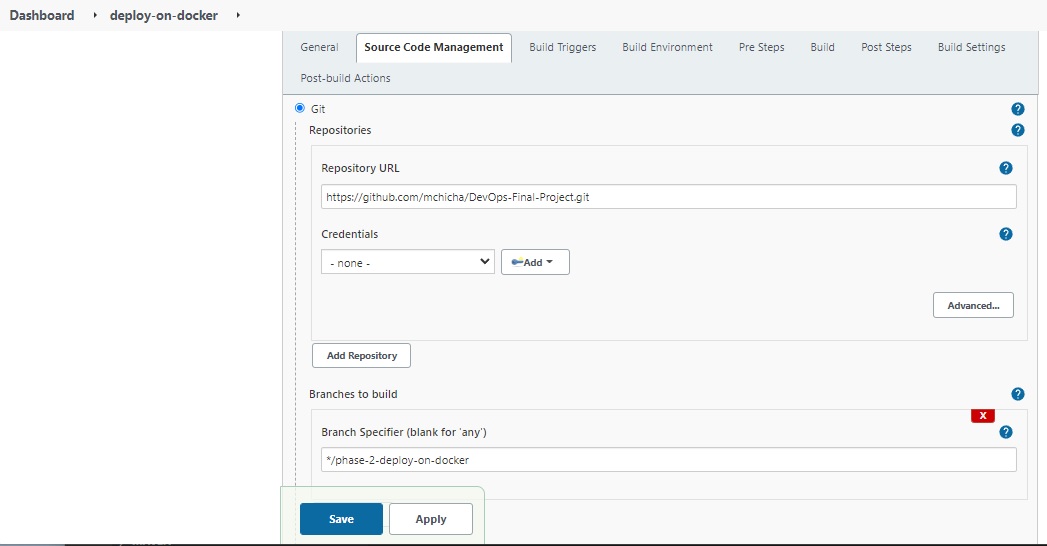 Dashboard deploy-on-docker
General Source Code Management Build Triggers Build Environment Pre Steps Build Post Steps Build Settings
Post-build Actions
Git ?
Repositories ?
Repository URL ?
https://github.com/mchicha/DevOps-Final-Project.git
Credentials ?
- none - Add
Advanced...
Add Repository
Branches to build ?
X
Branch Specifier (blank for 'any') ?
*/phase-2-deploy-on-docker
Save Apply